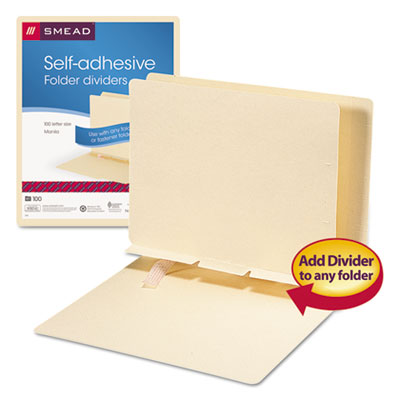 SMEAD
Self-adhesive
Folder dividers
100 letter size
Manila
Use with any folder
or fastener folder
100
Add Divider
to any folder